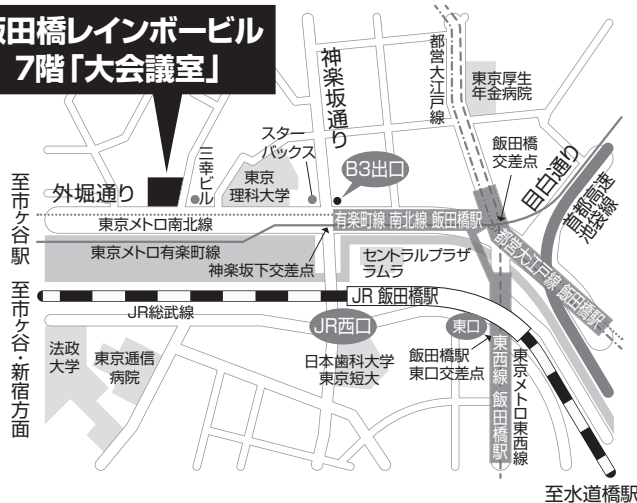 飯田橋レインボービル
7階「大会議室」
神楽坂通り
都営大江戸線
東京厚生
年金病院
スター
バックス
三幸ビル
東京
理科大学
B3出口
飯田橋
交差点
目白通り
首都高速
池袋線
外堀通り
至市ヶ谷駅
東京メトロ南北線
有楽町線 南北線 飯田橋駅
東京メトロ有楽町線
神楽坂下交差点
セントラルプラザ
ラムラ
都営大江戸線 飯田橋駅
至市ヶ谷・新宿方面
JR総武線
JR 飯田橋駅
JR西口
東口
法政
大学
東京逓信
病院
日本歯科大学
東京短大
飯田橋駅
東口交差点
東西線 飯田橋駅
東京メトロ東西線
至水道橋駅